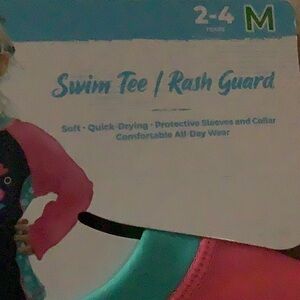 2-4 M
YEARS
Swim Tee / Rash Guard
Soft • Quick-Drying • Protective Sleeves and Collar
Comfortable All-Day Wear